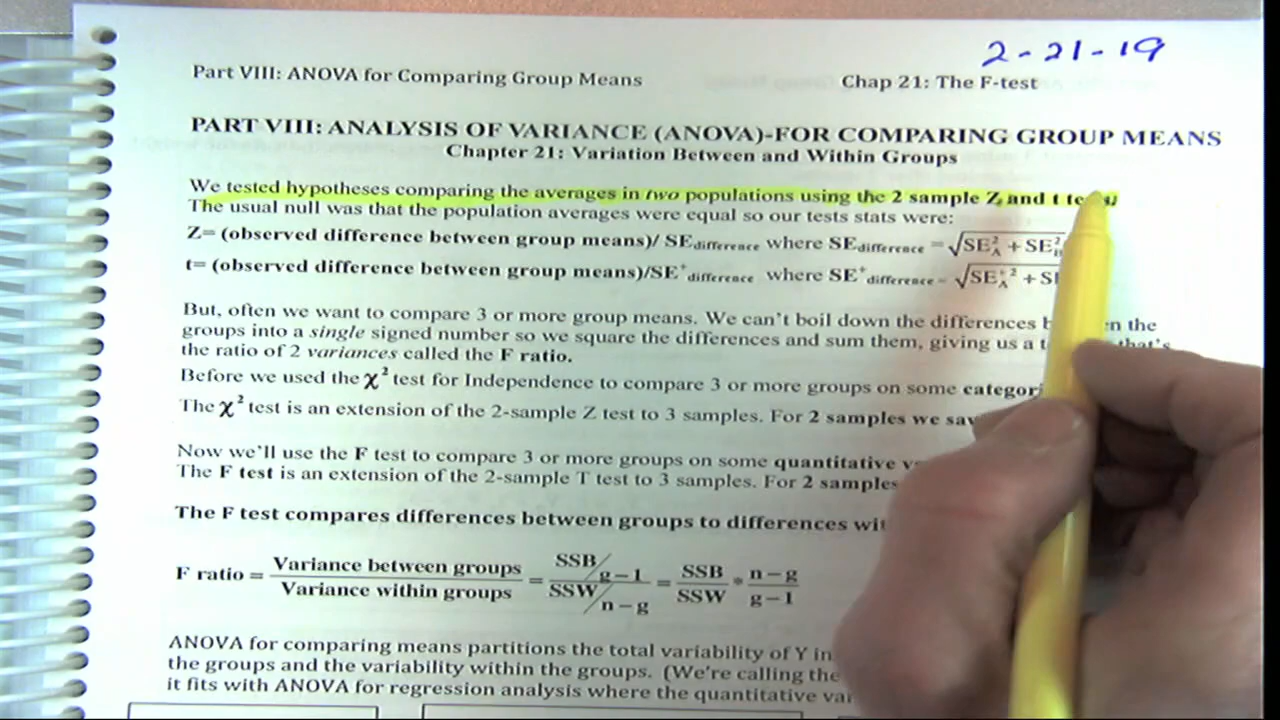 2-21-19
Part VIII: ANOVA for Comparing Group Means Chap 21: The F-test
PART VIII: ANALYSIS OF VARIANCE (ANOVA)-FOR COMPARING GROUP MEANS
Chapter 21: Variation Between and Within Groups
We tested hypotheses comparing the averages in two populations using the 2 sample Z and t
The usual null was that the population averages were equal so our tests stats were:
Z= (observed difference between group means)/ SEdifference where SEdifference = √SE²A + SE²
t= (observed difference between group means)/SE⁺difference where SE⁺difference = √SE⁺²A + SE
But, often we want to compare 3 or more group means. We can't boil down the differences the
groups into a single signed number so we square the differences and sum them, giving us a that's
the ratio of 2 variances called the F ratio.
Before we used the χ² test for Independence to compare 3 or more groups on some
The χ² test is an extension of the 2-sample Z test to 3 samples. For 2 samples we
Now we'll use the F test to compare 3 or more groups on some quantitative
The F test is an extension of the 2-sample T test to 3 samples. For 2 samples
The F test compares differences between groups to differences
F ratio = Variance between groups / Variance within groups = SSB/g−1 / SSW/n−g = SSB/SSW * n−g/g−1
ANOVA for comparing means partitions the total variability of Y
the groups and the variability within the groups. (We're calling the
it fits with ANOVA for regression analysis where the quantitative